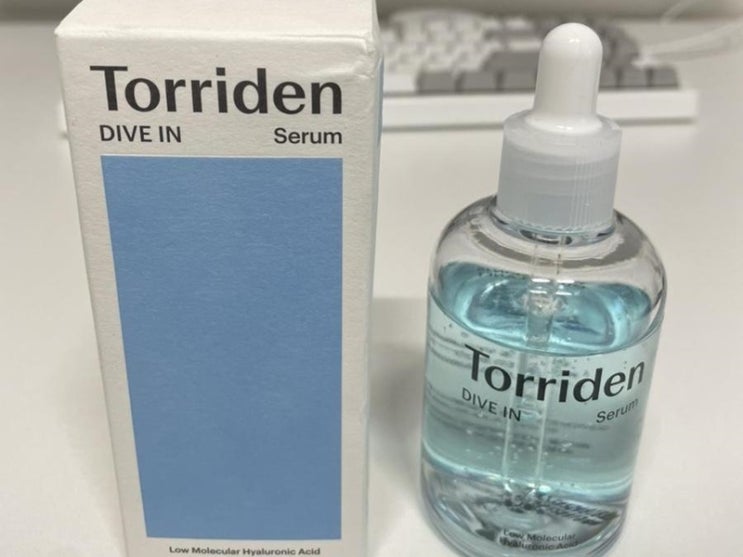 Torriden
DIVE IN Serum
Low Molecular Hyaluronic Acid
Torriden
DIVE IN Serum
Low Molecular
Hyaluronic Acid